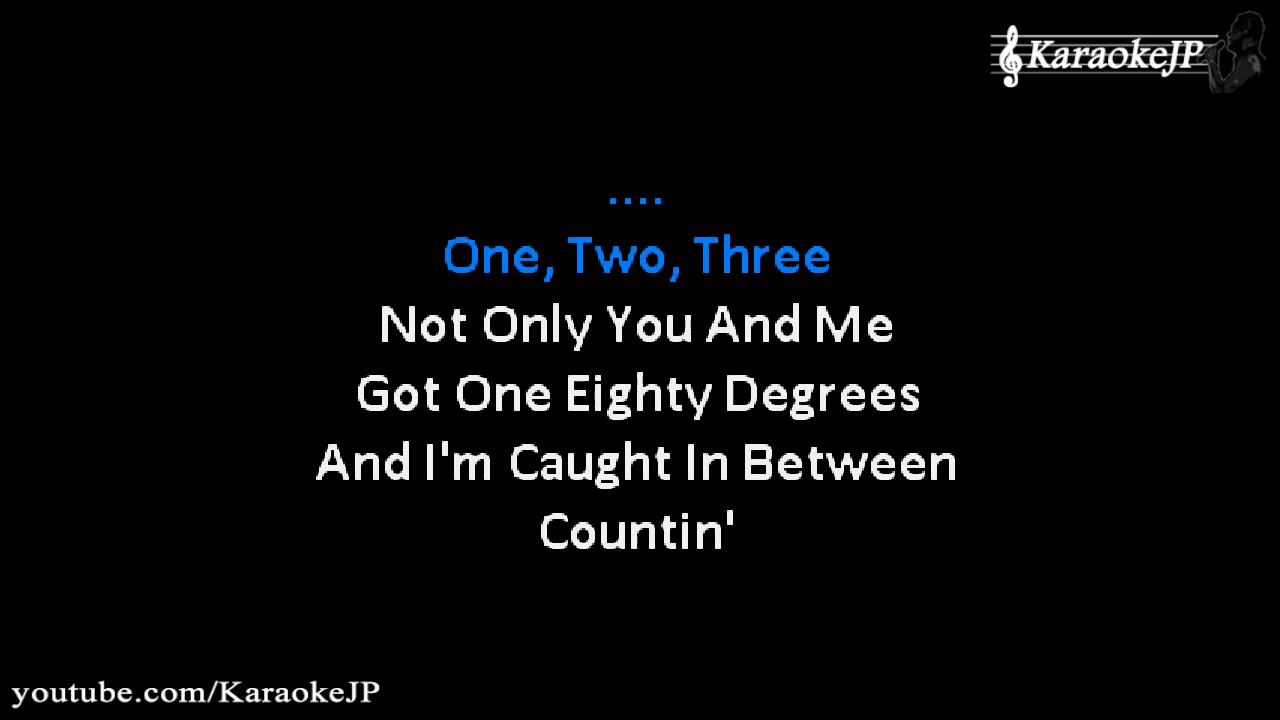 KaraokeJP
....
One, Two, Three
Not Only You And Me
Got One Eighty Degrees
And I'm Caught In Between
Countin'
youtube.com/KaraokeJP